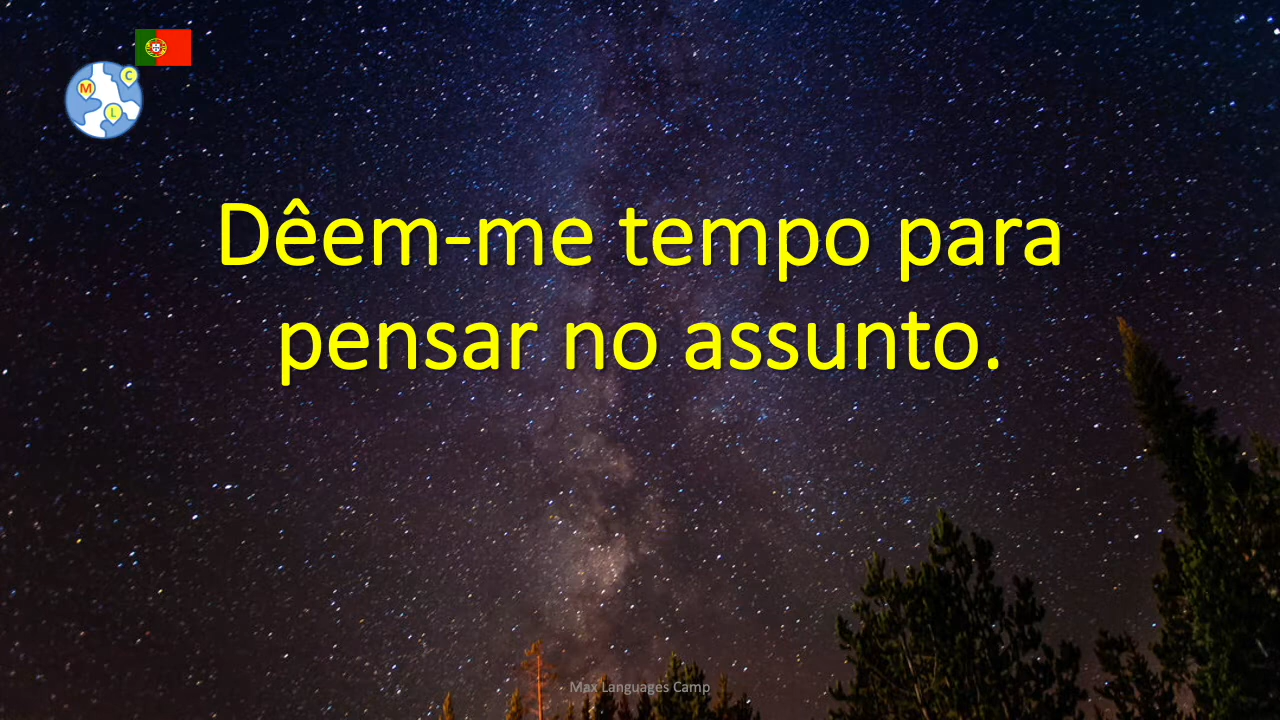 C
M
L
Dêem-me tempo para
pensar no assunto.
Max Languages Camp